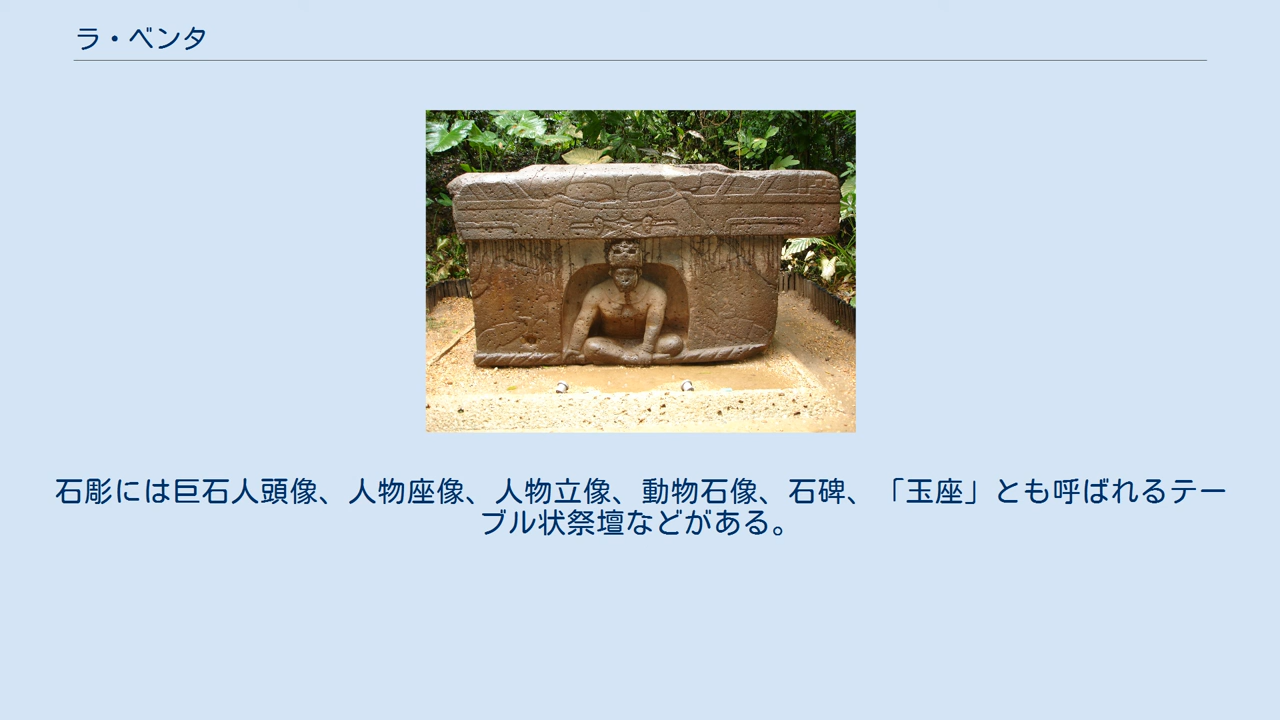 ラ・ベンタ
石彫には巨石人頭像、人物座像、人物立像、動物石像、石碑、「玉座」とも呼ばれるテー
ブル状祭壇などがある。